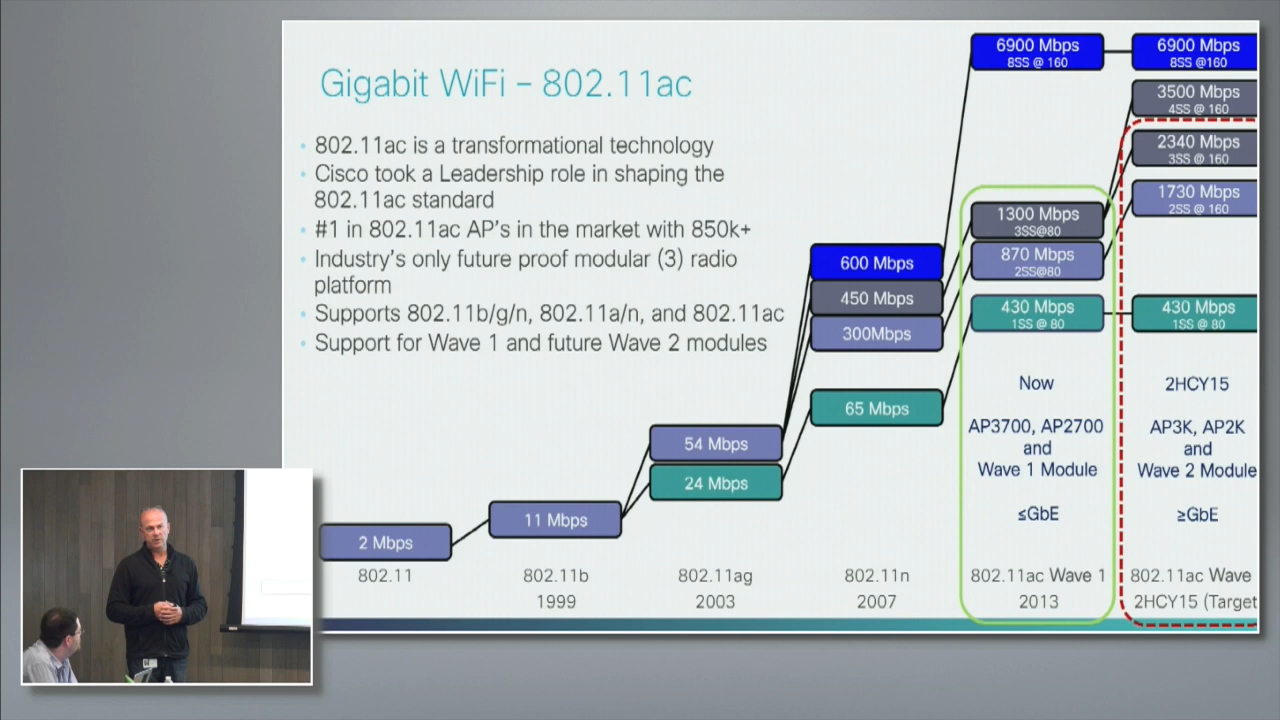 Gigabit WiFi – 802.11ac
802.11ac is a transformational technology
Cisco took a Leadership role in shaping the
802.11ac standard
#1 in 802.11ac AP's in the market with 850k+
Industry's only future proof modular (3) radio
platform
Supports 802.11b/g/n, 802.11a/n, and 802.11ac
Support for Wave 1 and future Wave 2 modules
2 Mbps
802.11
11 Mbps
802.11b
1999
54 Mbps
24 Mbps
802.11ag
2003
600 Mbps
450 Mbps
300Mbps
65 Mbps
802.11n
2007
6900 Mbps
8SS @ 160
1300 Mbps
3SS@80
870 Mbps
2SS@80
430 Mbps
1SS @ 80
Now
AP3700, AP2700
and
Wave 1 Module
≤GbE
802.11ac Wave 1
2013
6900 Mbps
8SS @160
3500 Mbps
4SS @ 160
2340 Mbps
3SS @ 160
1730 Mbps
2SS @ 160
430 Mbps
1SS @ 80
2HCY15
AP3K, AP2K
and
Wave 2 Module
≥GbE
802.11ac Wave
2HCY15 (Target